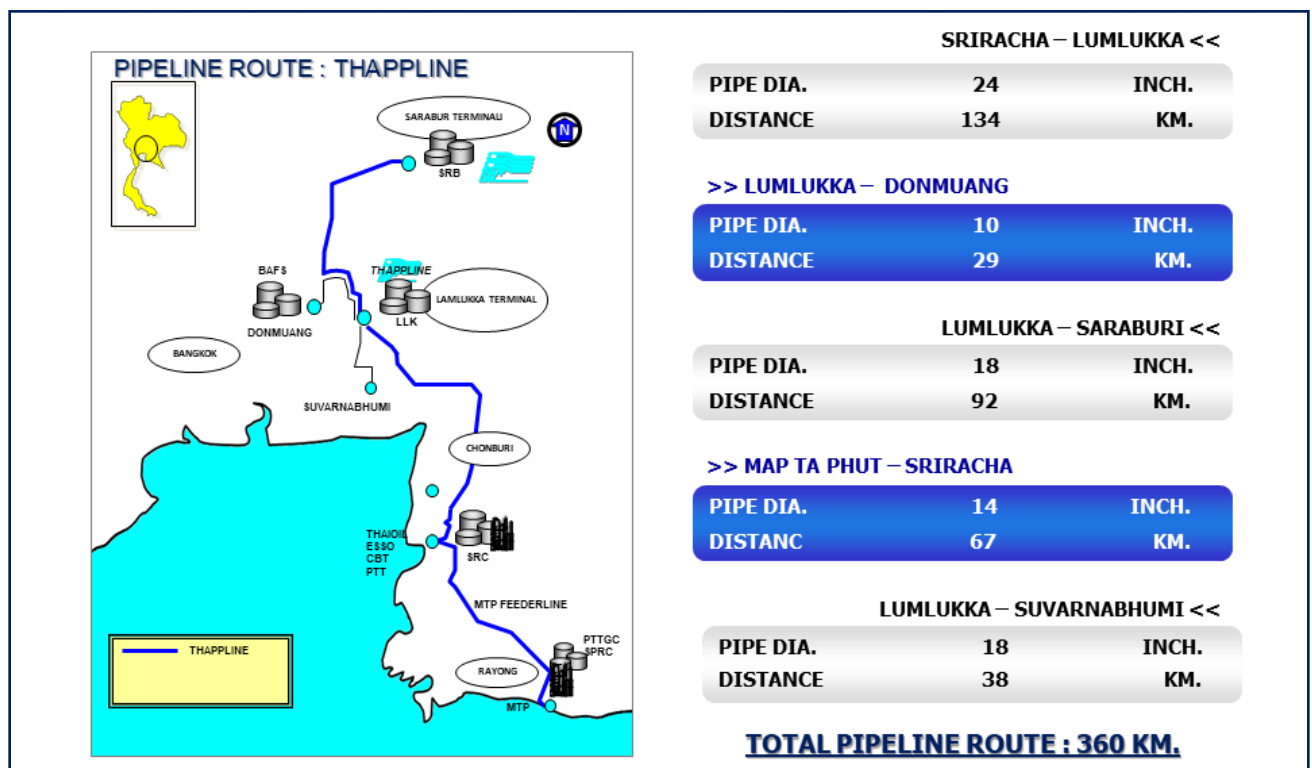 PIPELINE ROUTE : THAPPLINE
SARABUR TERMINALI
N
SRB
BAFS
THAPPLINE
LAMLUKKA TERMINAL
LLK
DONMUANG
BANGKOK
SUVARNABHUMI
CHONBURI
THAIOIL
ESSO
CBT
PTT
SRC
MTP FEEDERLINE
PTTGC
SPRC
RAYONG
MTP
THAPPLINE
SRIRACHA – LUMLUKKA <<
PIPE DIA. 24 INCH.
DISTANCE 134 KM.
>> LUMLUKKA – DONMUANG
PIPE DIA. 10 INCH.
DISTANCE 29 KM.
LUMLUKKA – SARABURI <<
PIPE DIA. 18 INCH.
DISTANCE 92 KM.
>> MAP TA PHUT – SRIRACHA
PIPE DIA. 14 INCH.
DISTANC 67 KM.
LUMLUKKA – SUVARNABHUMI <<
PIPE DIA. 18 INCH.
DISTANCE 38 KM.
TOTAL PIPELINE ROUTE : 360 KM.